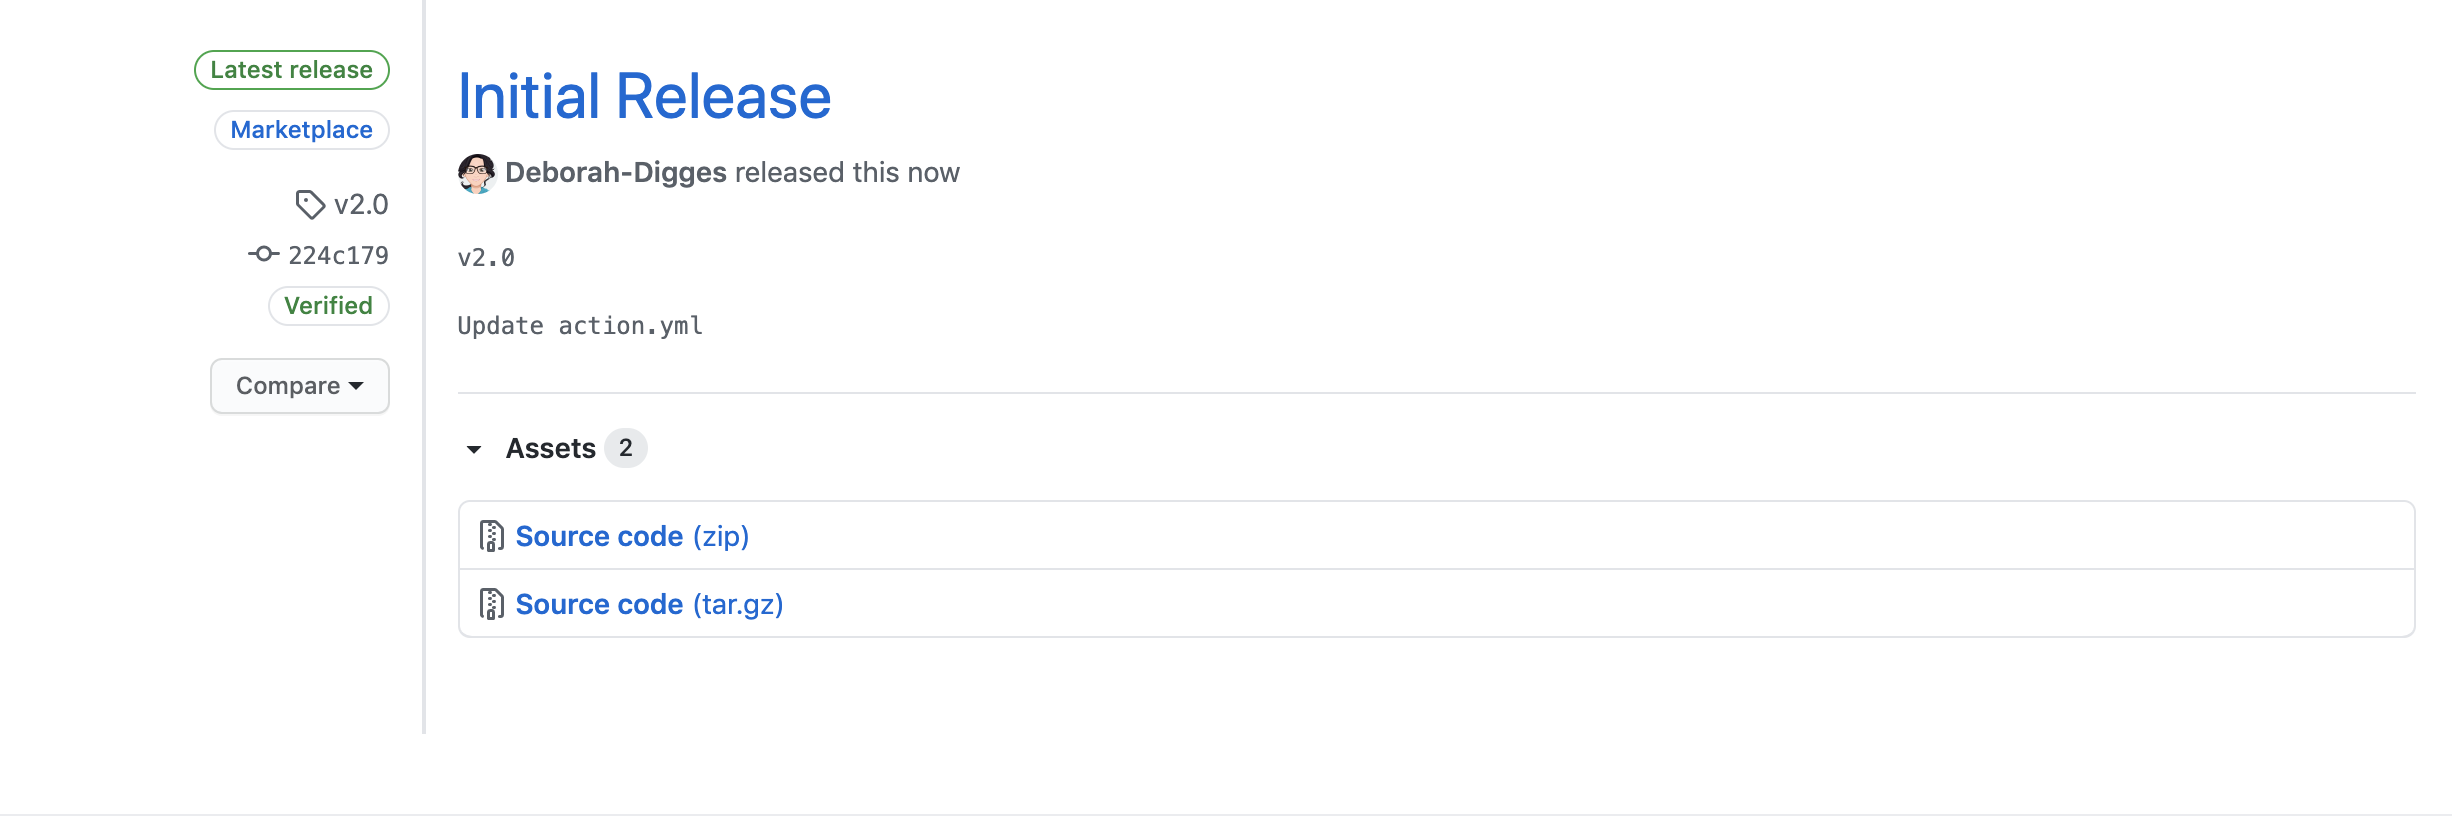 Latest release
Marketplace
v2.0
224c179
Verified
Compare
Initial Release
Deborah-Digges released this now
v2.0
Update action.yml
Assets 2
Source code (zip)
Source code (tar.gz)